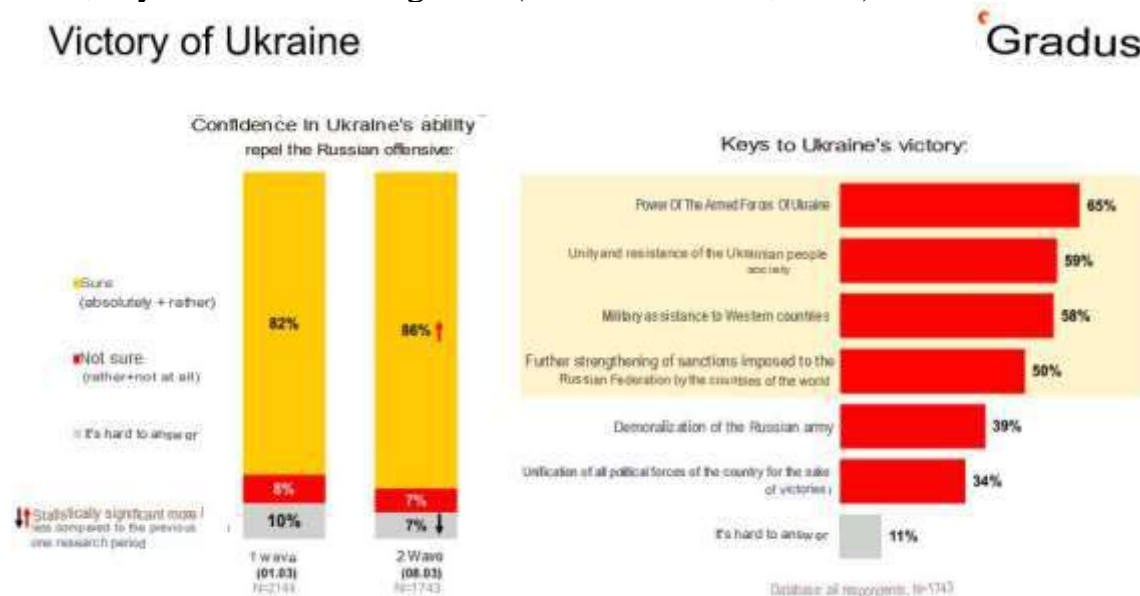 Victory of Ukraine
Gradus
Confidence in Ukraine's ability
repel the Russian offensive:
Sure
(absolutely + rather)
Not sure
(rather+not at all)
It's hard to answer
Statistically significant more
less compared to the previous
one research period
82%
8%
10%
86%
7%
7%
1 wave
(01.03)
N=2144
2 Wave
(08.03)
N=1743
Keys to Ukraine's victory:
Power Of The Armed Forces Of Ukraine
65%
Unity and resistance of the Ukrainian people
society
59%
Military assistance to Western countries
58%
Further strengthening of sanctions imposed to the
Russian Federation by the countries of the world
50%
Demoralization of the Russian army
39%
Unification of all political forces of the country for the sake
of victories
34%
It's hard to answer
11%
Database: all respondents, N=1743